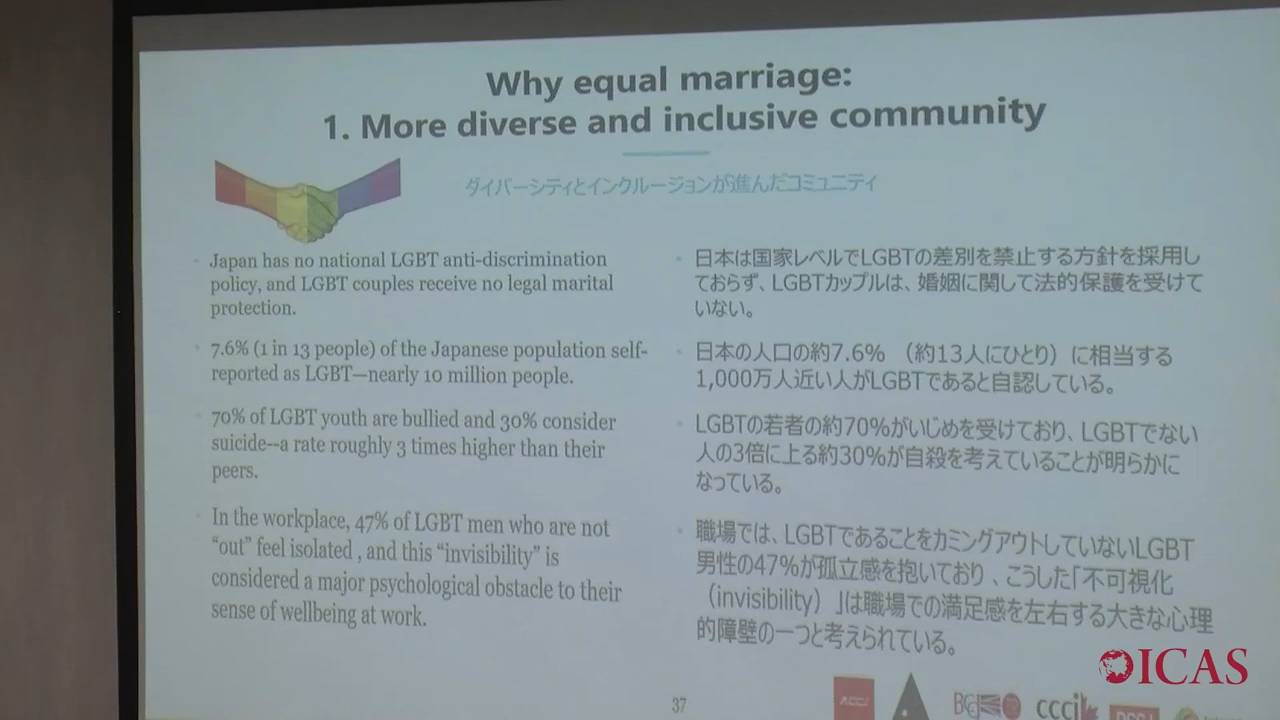 Why equal marriage:
1. More diverse and inclusive community
ダイバーシティとインクルージョンが進んだコミュニティ
Japan has no national LGBT anti-discrimination
policy, and LGBT couples receive no legal marital
protection.
7.6% (1 in 13 people) of the Japanese population self-
reported as LGBT—nearly 10 million people.
70% of LGBT youth are bullied and 30% consider
suicide--a rate roughly 3 times higher than their
peers.
In the workplace, 47% of LGBT men who are not
“out” feel isolated , and this “invisibility” is
considered a major psychological obstacle to their
sense of wellbeing at work.
日本は国家レベルでLGBTの差別を禁止する方針を採用し
ておらず、LGBTカップルは、婚姻に関して法的保護を受けて
いない。
日本の人口の約7.6% （約13人にひとり）に相当する
1,000万人近い人がLGBTであると自認している。
LGBTの若者の約70%がいじめを受けており、LGBTでない
人の3倍に上る約30%が自殺を考えていることが明らかに
なっている。
職場では、LGBTであることをカミングアウトしていないLGBT
男性の47%が孤立感を抱いており 、こうした「不可視化
（invisibility）」は職場での満足感を左右する大きな心理
的障壁の一つと考えられている。
37
ACCJ
cccj
ICAS